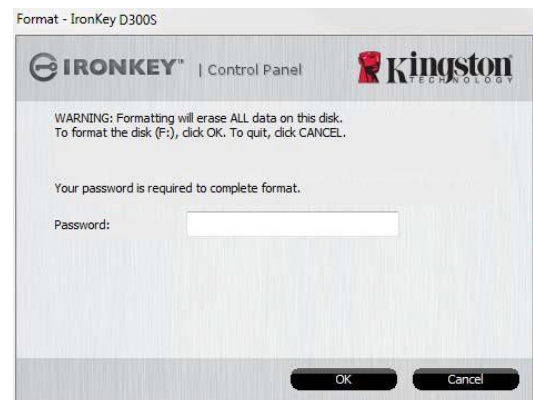 Format - IronKey D300S
IRONKEY™ | Control Panel
Kingston
TECHNOLOGY
WARNING: Formatting will erase ALL data on this disk.
To format the disk (F:), click OK. To quit, click CANCEL.
Your password is required to complete format.
Password:
OK Cancel